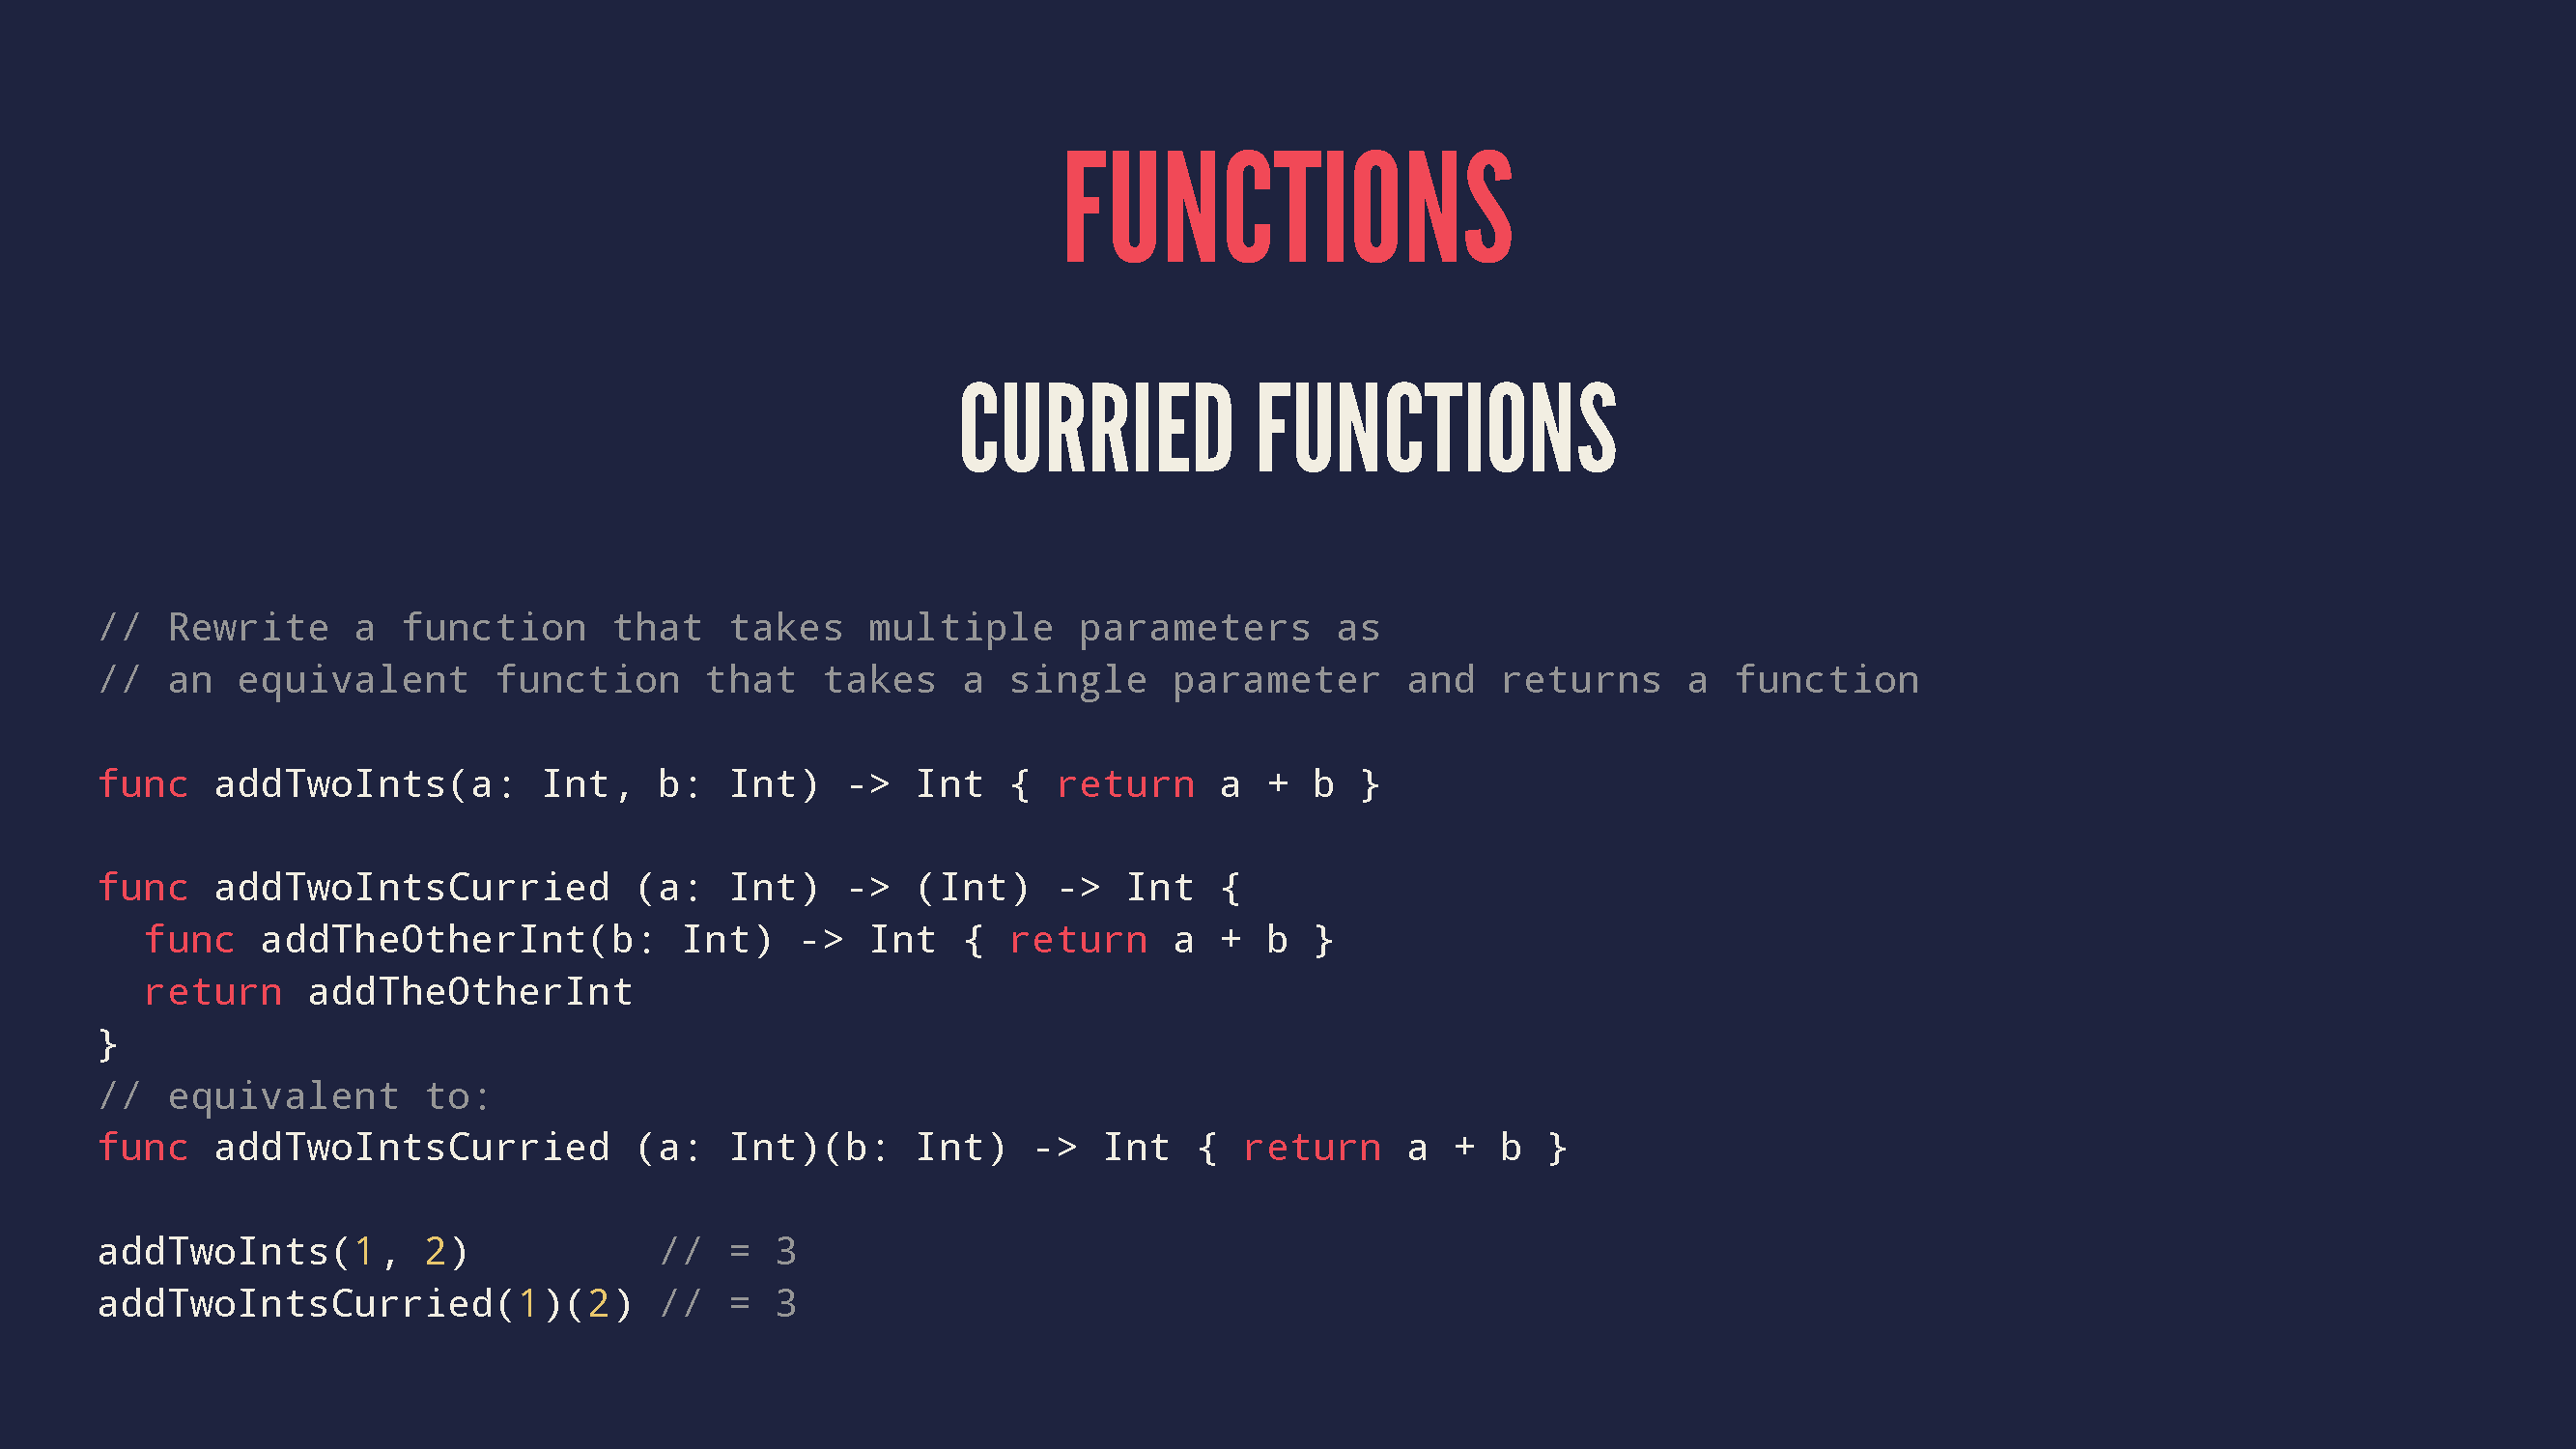 FUNCTIONS
CURRIED FUNCTIONS
// Rewrite a function that takes multiple parameters as
// an equivalent function that takes a single parameter and returns a function
func addTwoInts(a: Int, b: Int) -> Int { return a + b }
func addTwoIntsCurried (a: Int) -> (Int) -> Int {
  func addTheOtherInt(b: Int) -> Int { return a + b }
  return addTheOtherInt
}
// equivalent to:
func addTwoIntsCurried (a: Int)(b: Int) -> Int { return a + b }
addTwoInts(1, 2)        // = 3
addTwoIntsCurried(1)(2) // = 3